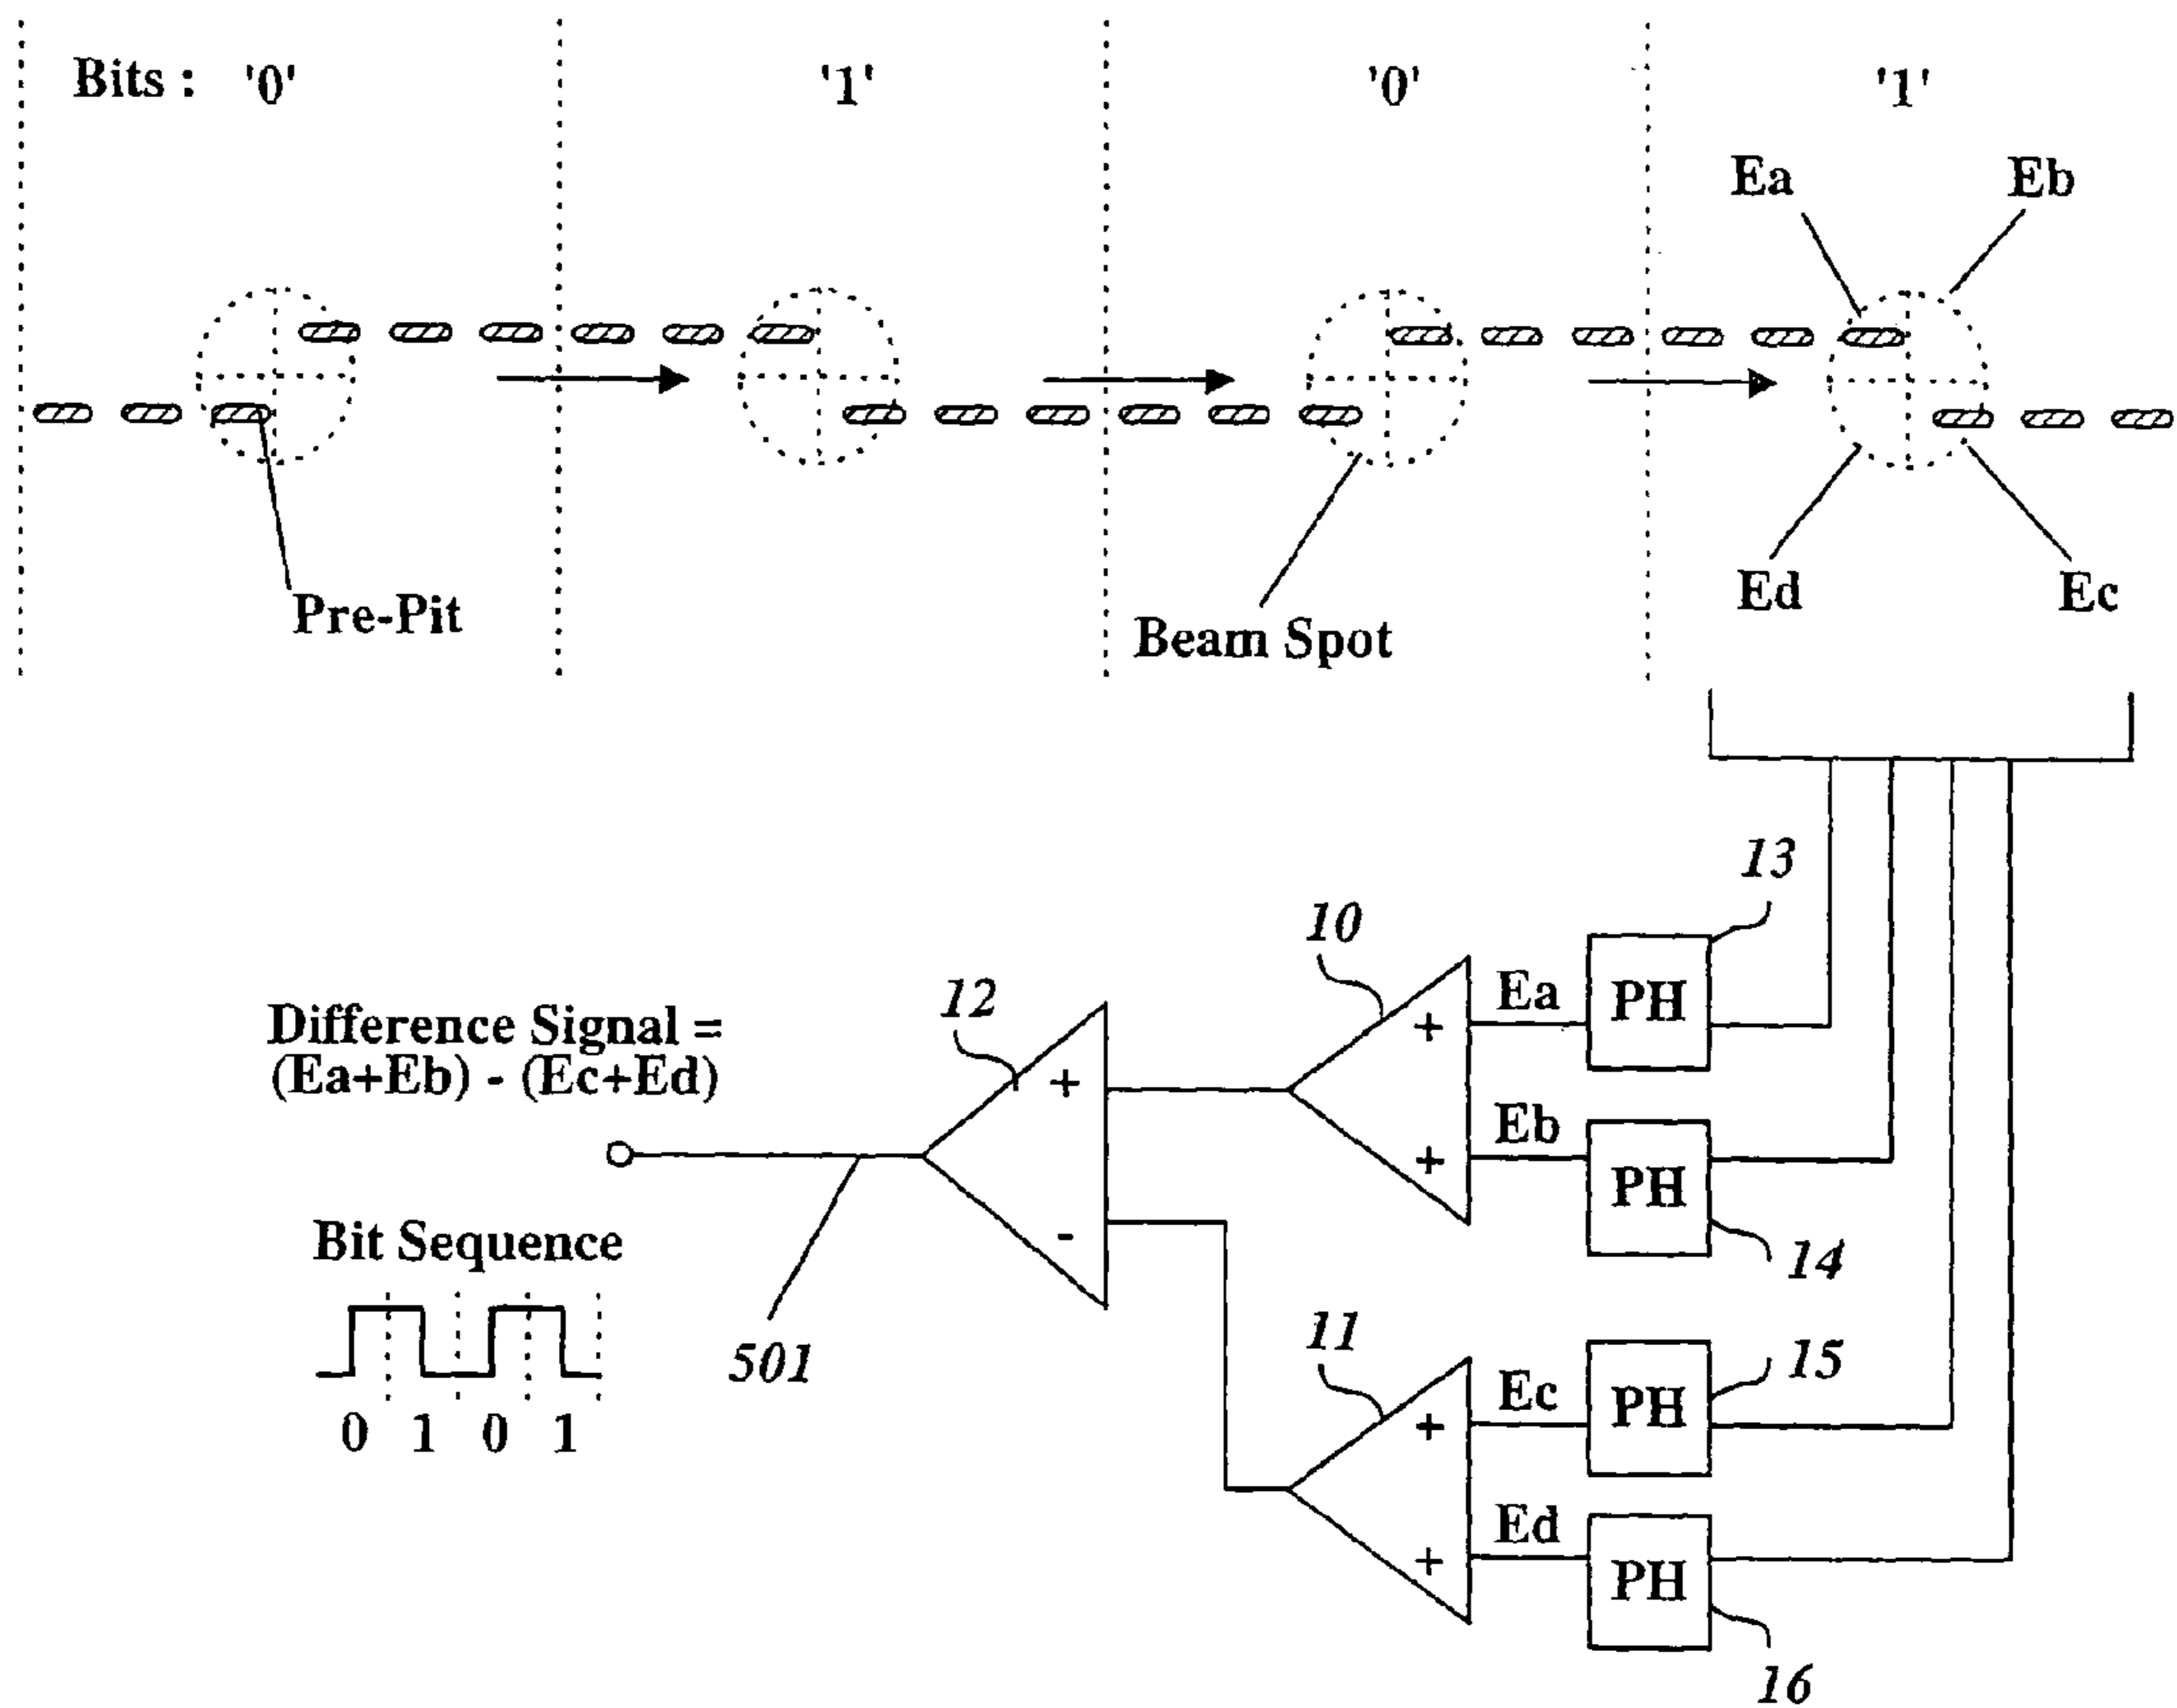 Bits : '0' '1' '0' '1'
Ea Eb
Pre-Pit
Beam Spot
Ed Ec
13
10
Ea
PH
12
Difference Signal =
(Ea+Eb) - (Ec+Ed)
+
+
Eb
+
PH
14
-
Bit Sequence
501
0 1 0 1
11
Ec
+
PH
15
Ed
+
PH
16